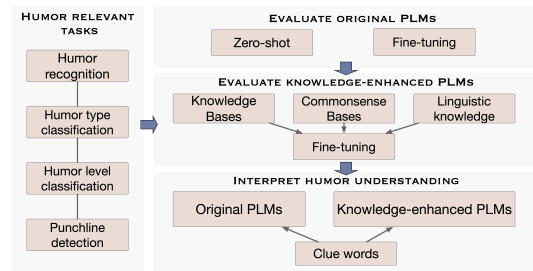 HUMOR RELEVANT
TASKS
Humor
recognition
Humor type
classification
Humor level
classification
Punchline
detection
EVALUATE ORIGINAL PLMS
Zero-shot
Fine-tuning
EVALUATE KNOWLEDGE-ENHANCED PLMS
Knowledge
Bases
Commonsense
Bases
Linguistic
knowledge
Fine-tuning
INTERPRET HUMOR UNDERSTANDING
Original PLMs
Knowledge-enhanced PLMs
Clue words